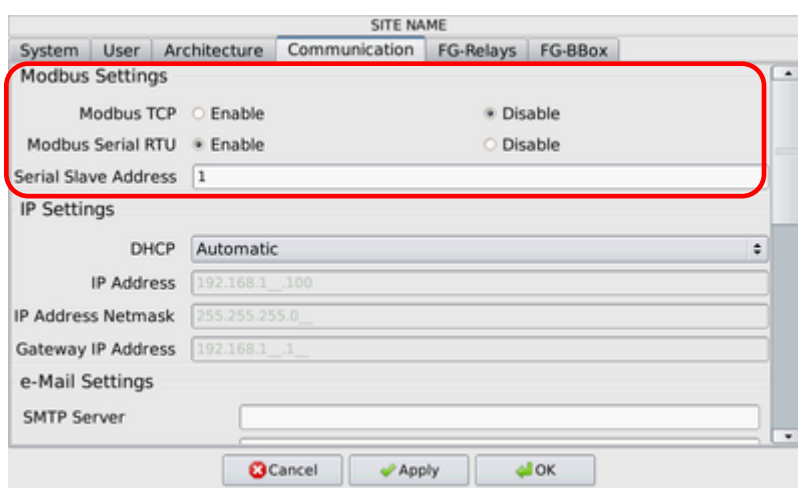 SITE NAME
System User Architecture Communication FG-Relays FG-BBox
Modbus Settings
Modbus TCP Enable Disable
Modbus Serial RTU Enable Disable
Serial Slave Address 1
IP Settings
DHCP Automatic
IP Address 192.168.1__.100
IP Address Netmask 255.255.255.0__
Gateway IP Address 192.168.1__.1__
e-Mail Settings
SMTP Server
Cancel Apply OK